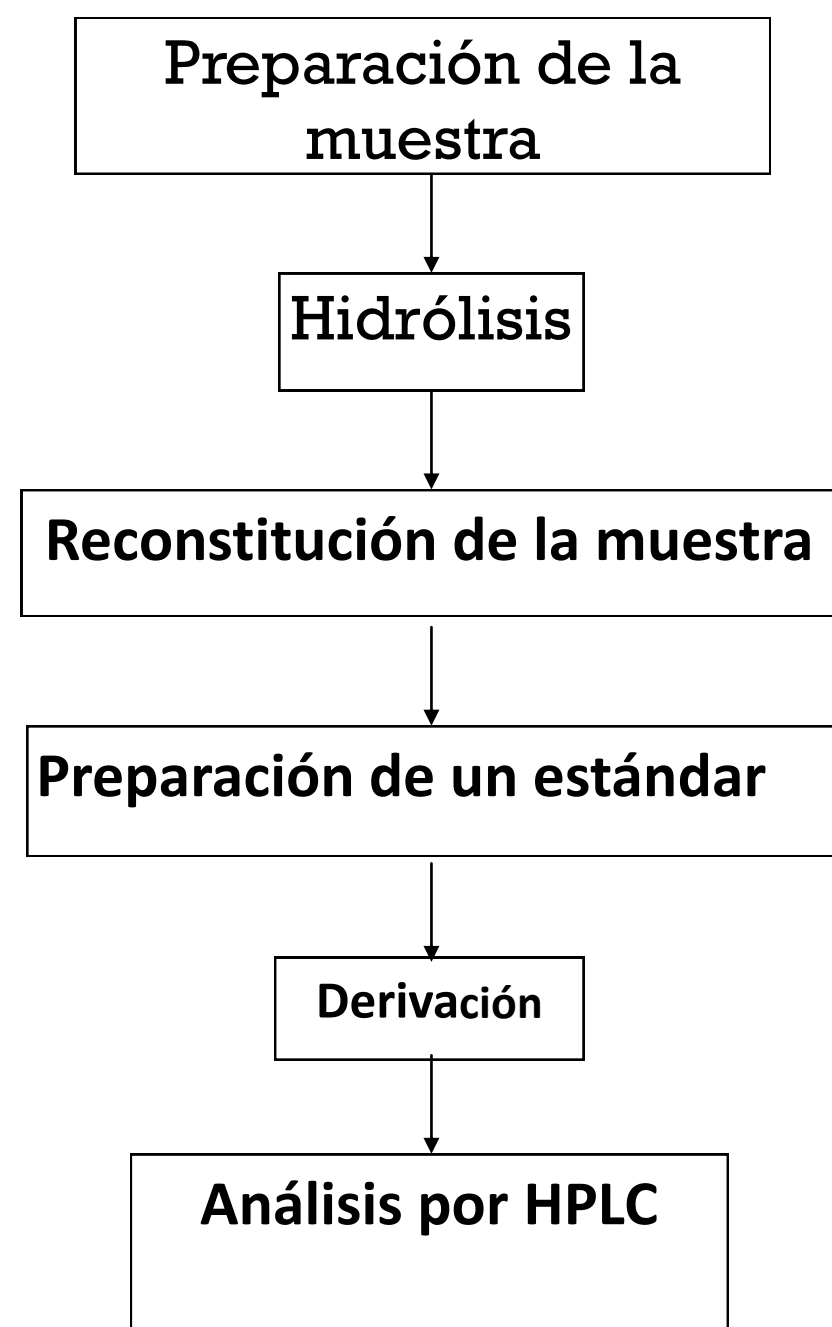 Preparación de la
muestra
Hidrólisis
Reconstitución de la muestra
Preparación de un estándar
Derivación
Análisis por HPLC